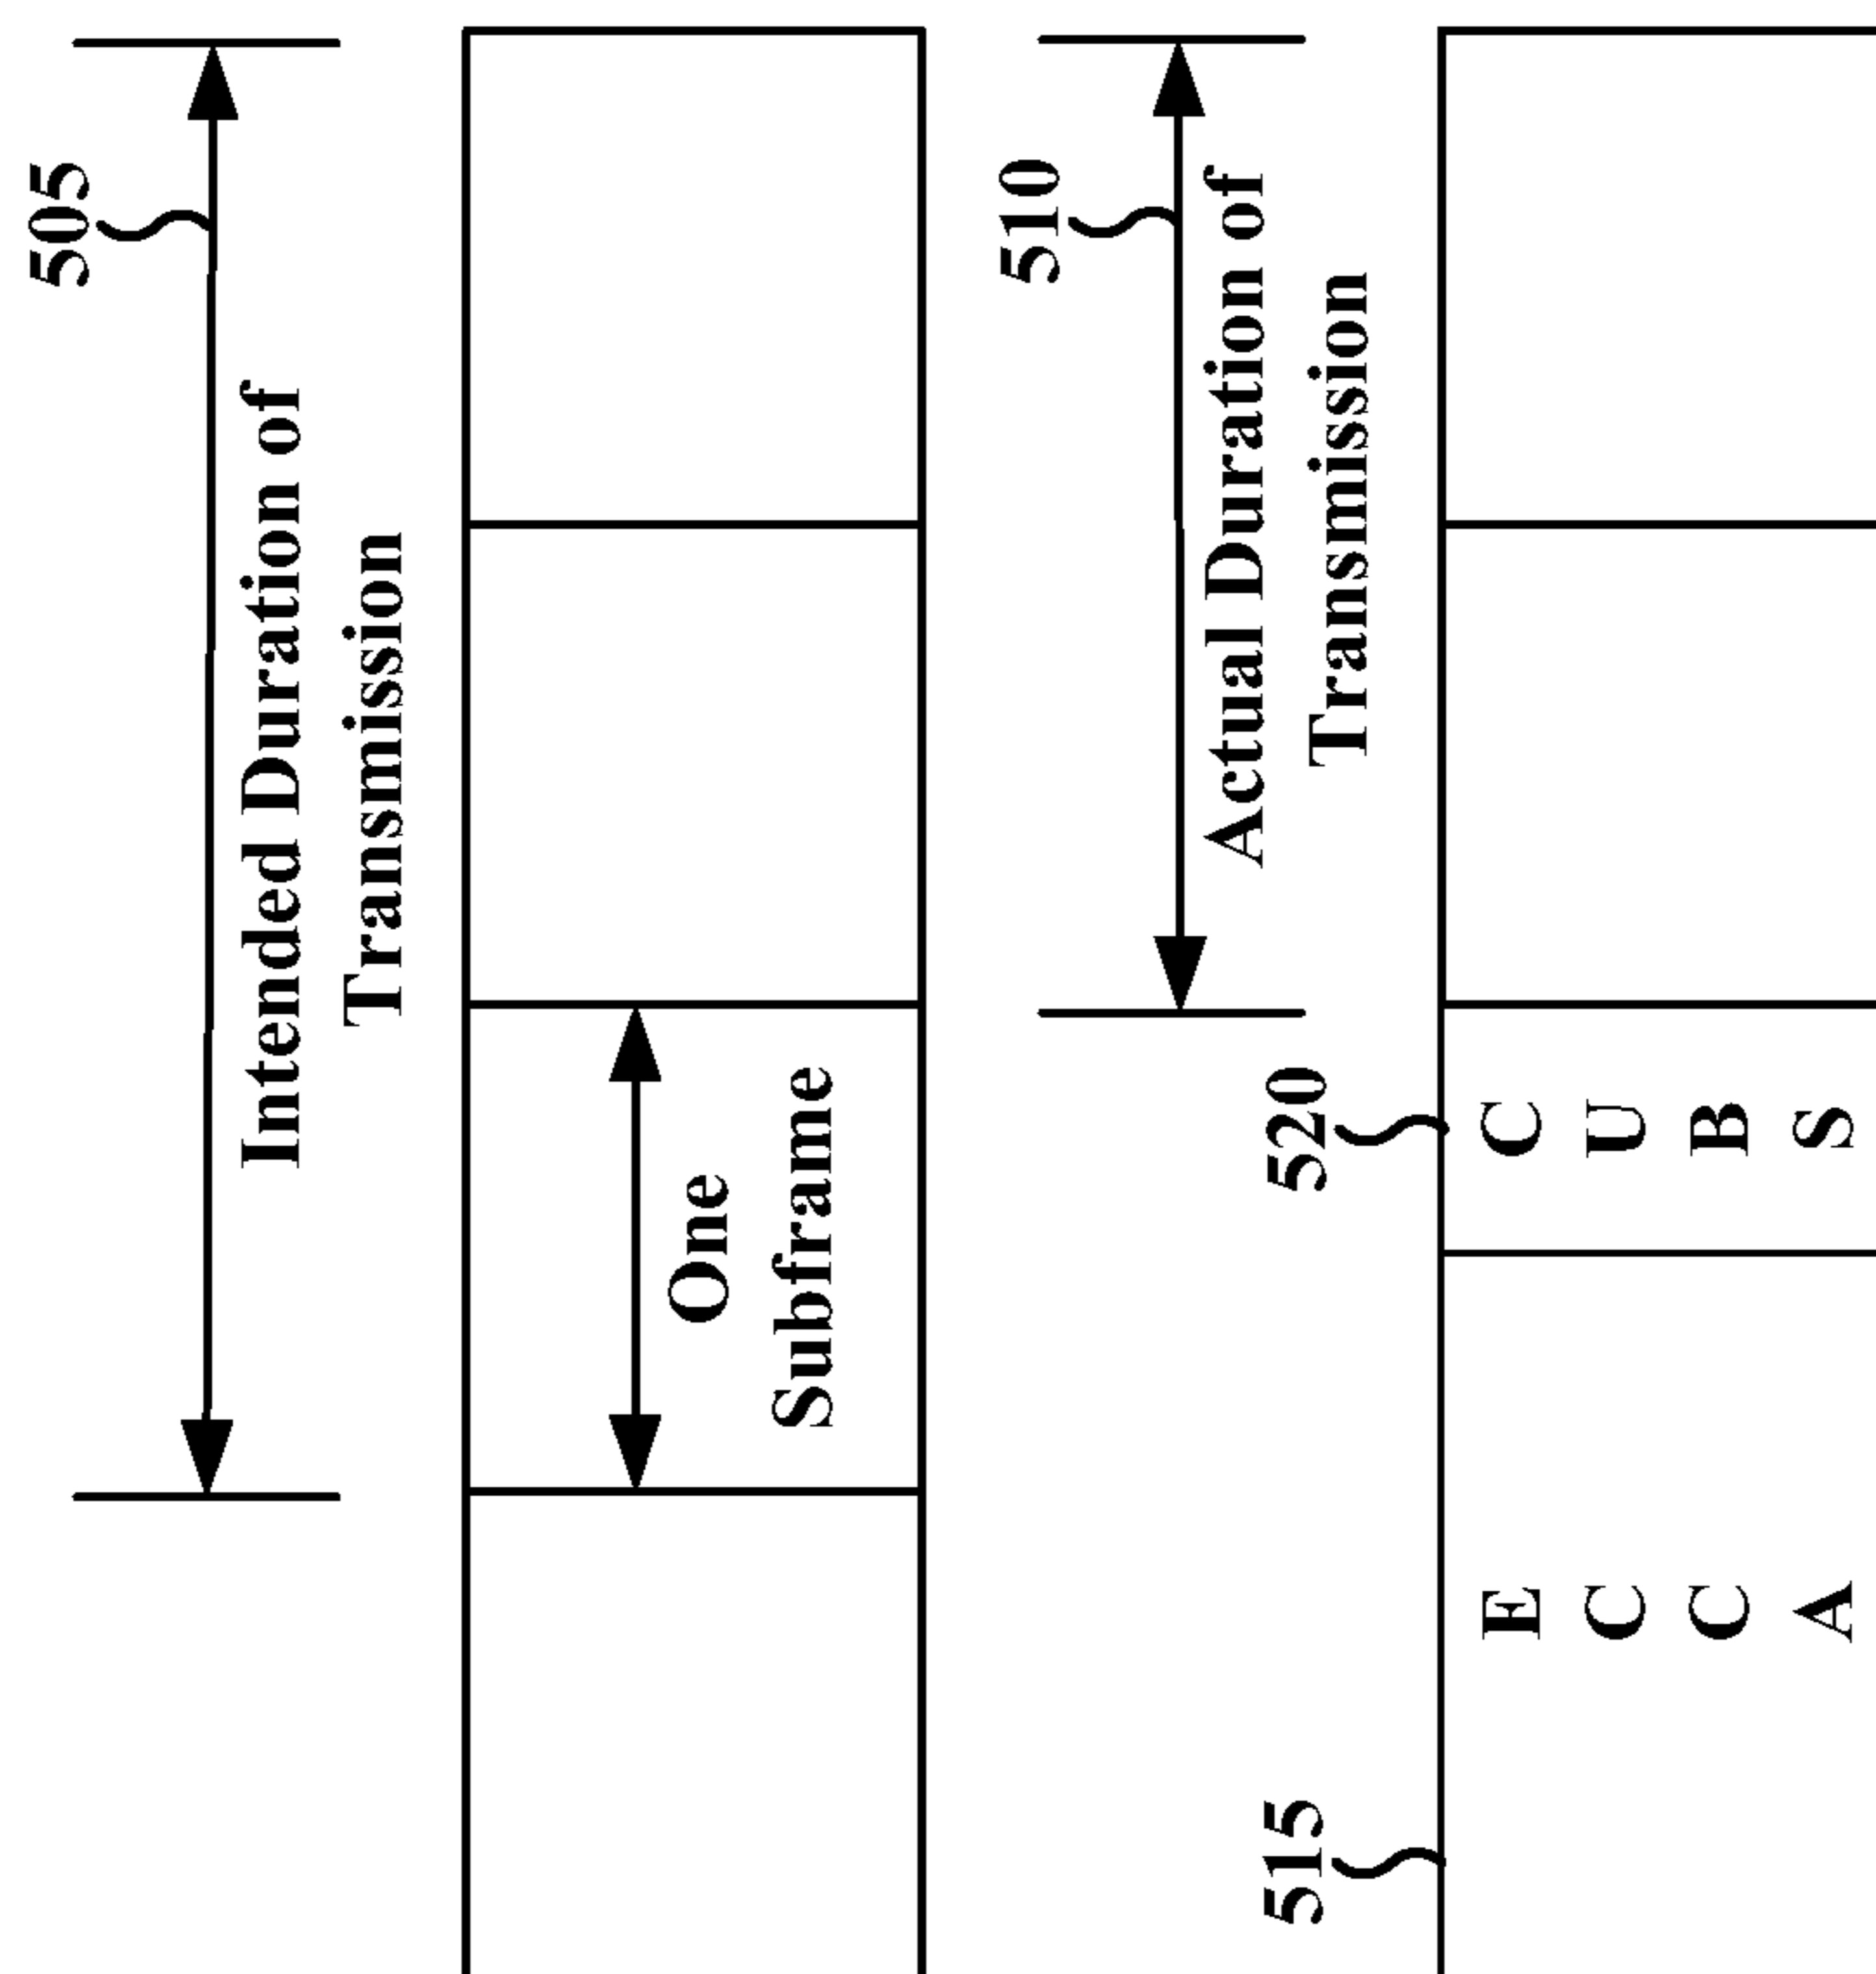 505
Intended Duration of
Transmission
One
Subframe
510
Actual Duration of
Transmission
515
520
E
C
C
A
C
U
B
S